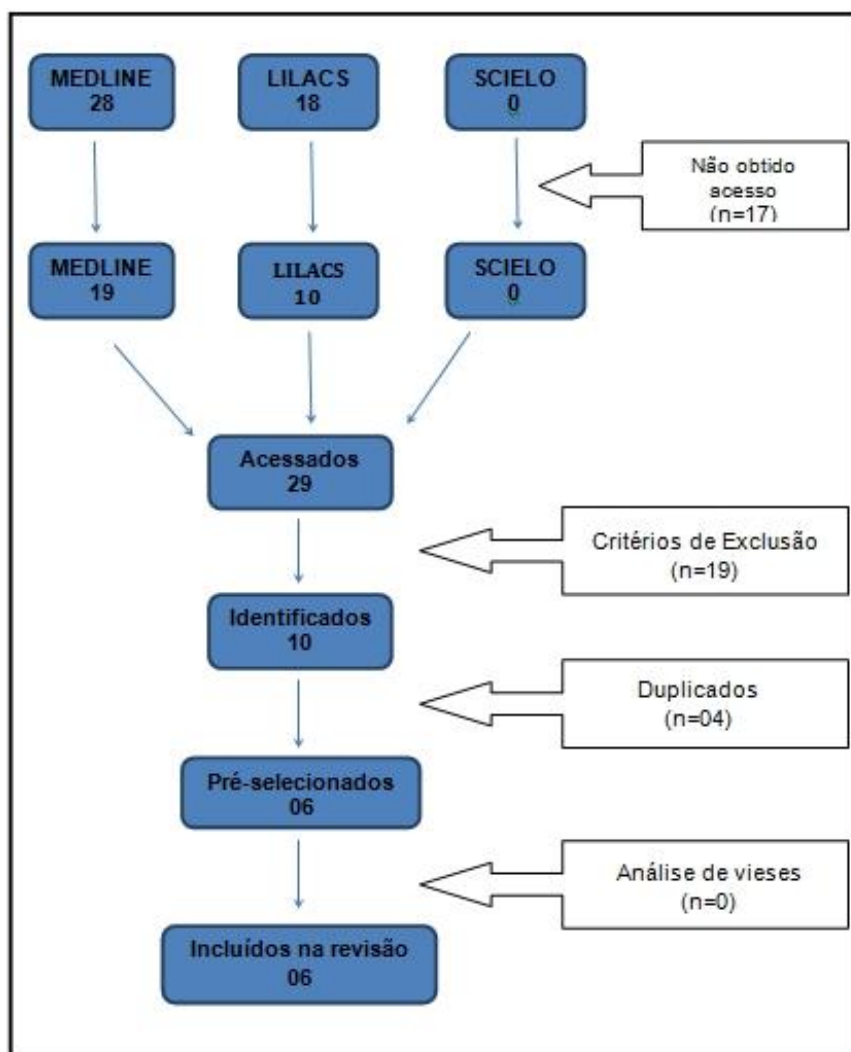 MEDLINE
28
LILACS
18
SCIELO
0
Não obtido
acesso
(n=17)
MEDLINE
19
LILACS
10
SCIELO
0
Acessados
29
Critérios de Exclusão
(n=19)
Identificados
10
Duplicados
(n=04)
Pré-selecionados
06
Análise de vieses
(n=0)
Incluídos na revisão
06